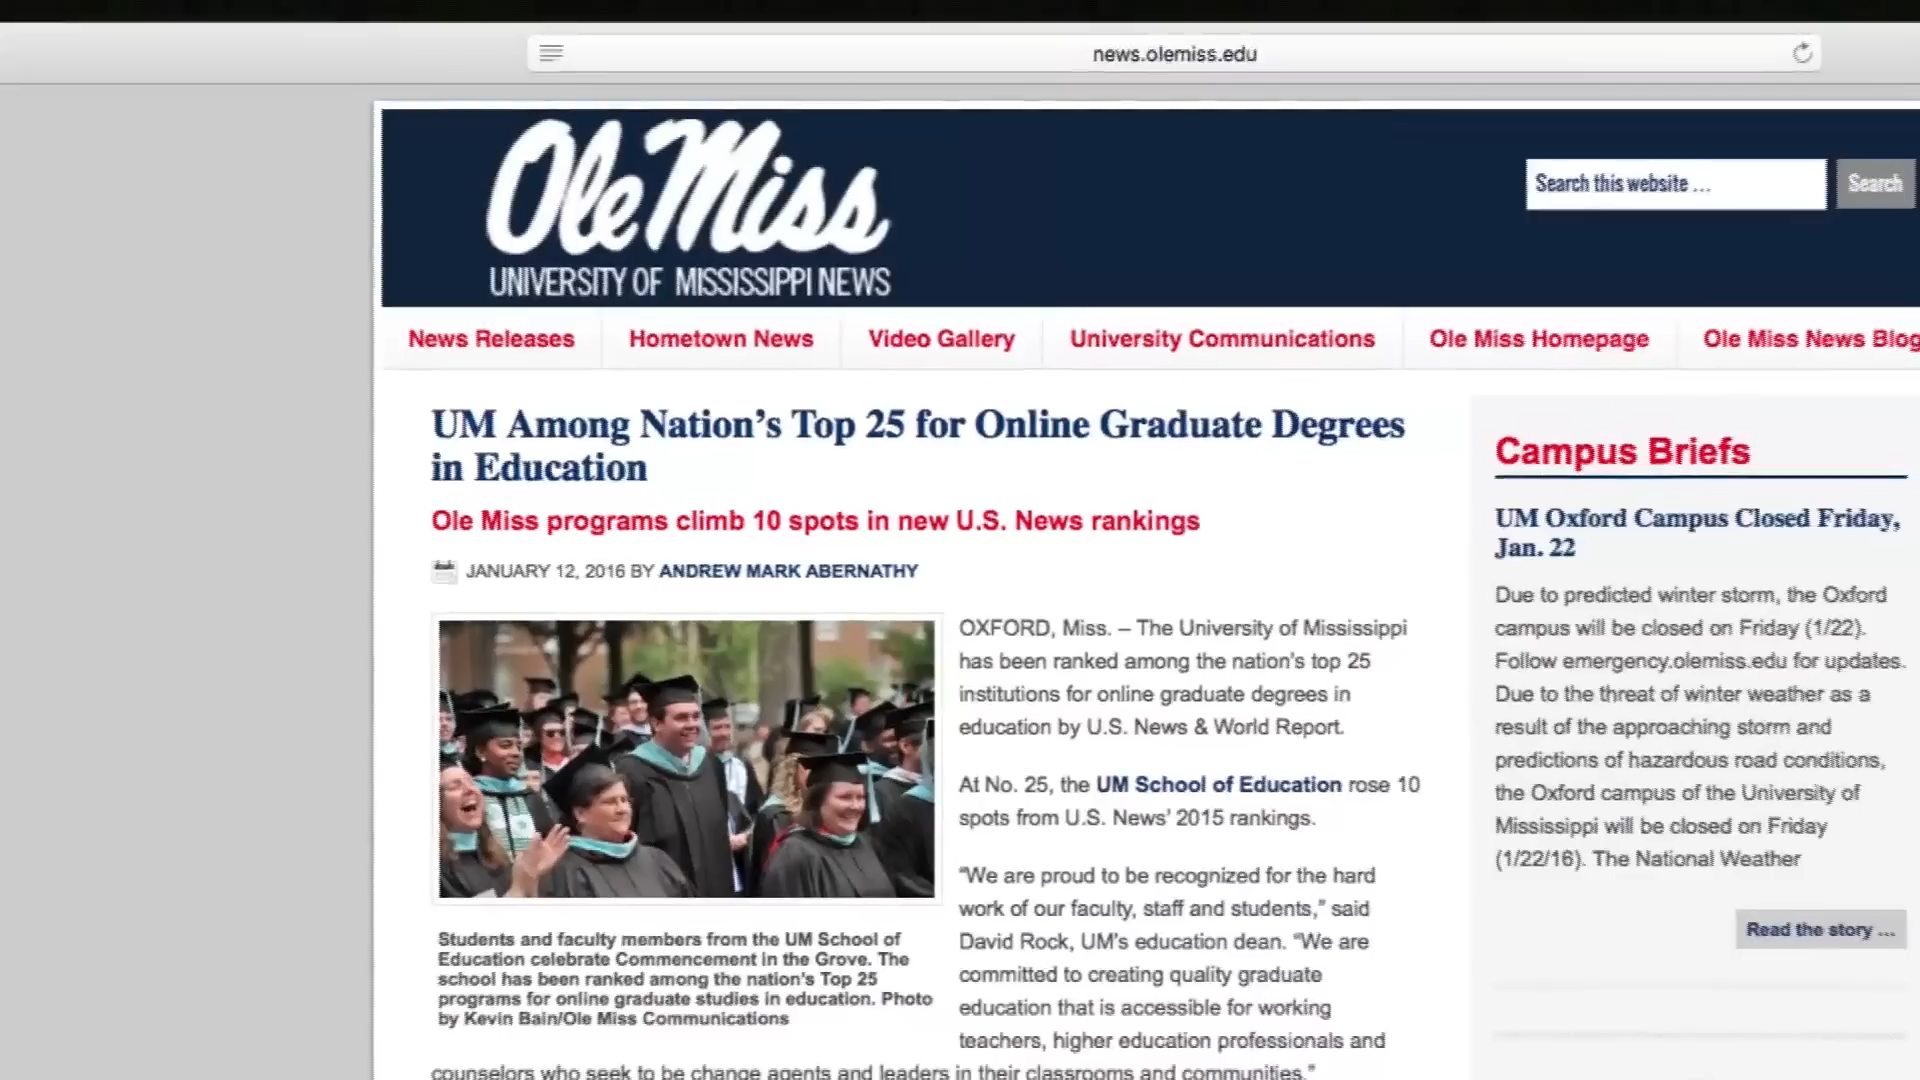 news.olemiss.edu
Ole Miss
UNIVERSITY OF MISSISSIPPI NEWS
Search this website ...
Search
News Releases
Hometown News
Video Gallery
University Communications
Ole Miss Homepage
Ole Miss News Blog
UM Among Nation’s Top 25 for Online Graduate Degrees
in Education
Ole Miss programs climb 10 spots in new U.S. News rankings
JANUARY 12, 2016 BY ANDREW MARK ABERNATHY
Students and faculty members from the UM School of
Education celebrate Commencement in the Grove. The
school has been ranked among the nation's Top 25
programs for online graduate studies in education. Photo
by Kevin Bain/Ole Miss Communications
OXFORD, Miss. – The University of Mississippi
has been ranked among the nation’s top 25
institutions for online graduate degrees in
education by U.S. News & World Report.
At No. 25, the UM School of Education rose 10
spots from U.S. News’ 2015 rankings.
“We are proud to be recognized for the hard
work of our faculty, staff and students,” said
David Rock, UM’s education dean. “We are
committed to creating quality graduate
education that is accessible for working
teachers, higher education professionals and
counselors who seek to be change agents and leaders in their classrooms and communities.”
Campus Briefs
UM Oxford Campus Closed Friday,
Jan. 22
Due to predicted winter storm, the Oxford
campus will be closed on Friday (1/22).
Follow emergency.olemiss.edu for updates.
Due to the threat of winter weather as a
result of the approaching storm and
predictions of hazardous road conditions,
the Oxford campus of the University of
Mississippi will be closed on Friday
(1/22/16). The National Weather
Read the story ...